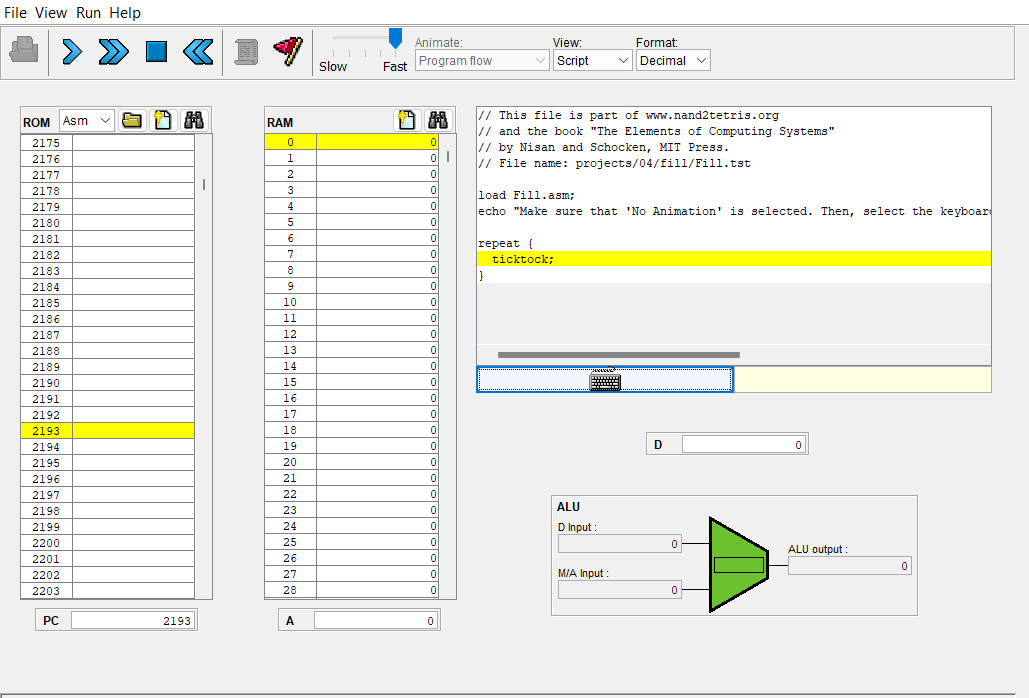 File View Run Help
Slow Fast
Animate:
Program flow
View:
Script
Format:
Decimal
ROM Asm
2175
2176
2177
2178
2179
2180
2181
2182
2183
2184
2185
2186
2187
2188
2189
2190
2191
2192
2193
2194
2195
2196
2197
2198
2199
2200
2201
2202
2203
PC 2193
RAM
0 0
1 0
2 0
3 0
4 0
5 0
6 0
7 0
8 0
9 0
10 0
11 0
12 0
13 0
14 0
15 0
16 0
17 0
18 0
19 0
20 0
21 0
22 0
23 0
24 0
25 0
26 0
27 0
28 0
A 0
// This file is part of www.nand2tetris.org
// and the book "The Elements of Computing Systems"
// by Nisan and Schocken, MIT Press.
// File name: projects/04/fill/Fill.tst
load Fill.asm;
echo "Make sure that 'No Animation' is selected. Then, select the keyboar
repeat {
ticktock;
}
D 0
ALU
D Input :
0
M/A Input :
0
ALU output :
0